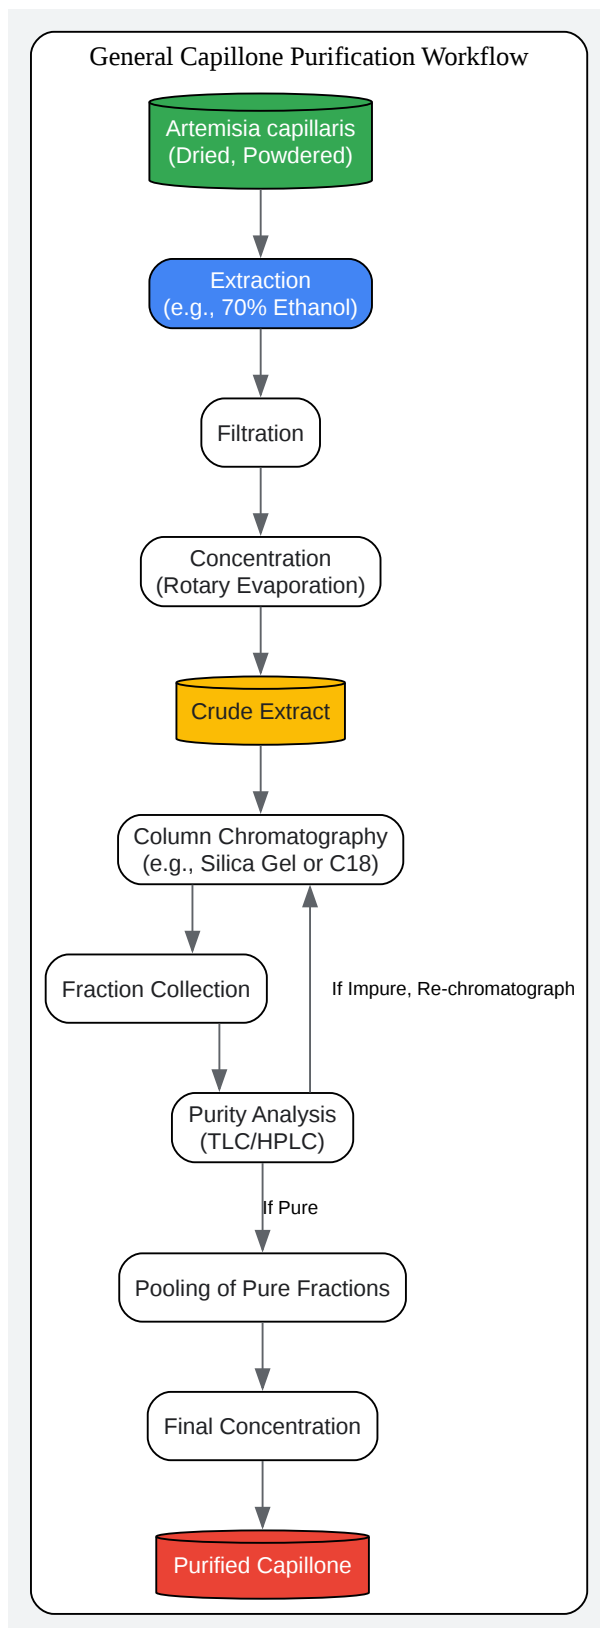 General Capillone Purification Workflow
Artemisia capillaris
(Dried, Powdered)
Extraction
(e.g., 70% Ethanol)
Filtration
Concentration
(Rotary Evaporation)
Crude Extract
Column Chromatography
(e.g., Silica Gel or C18)
Fraction Collection
If Impure, Re-chromatograph
Purity Analysis
(TLC/HPLC)
If Pure
Pooling of Pure Fractions
Final Concentration
Purified Capillone